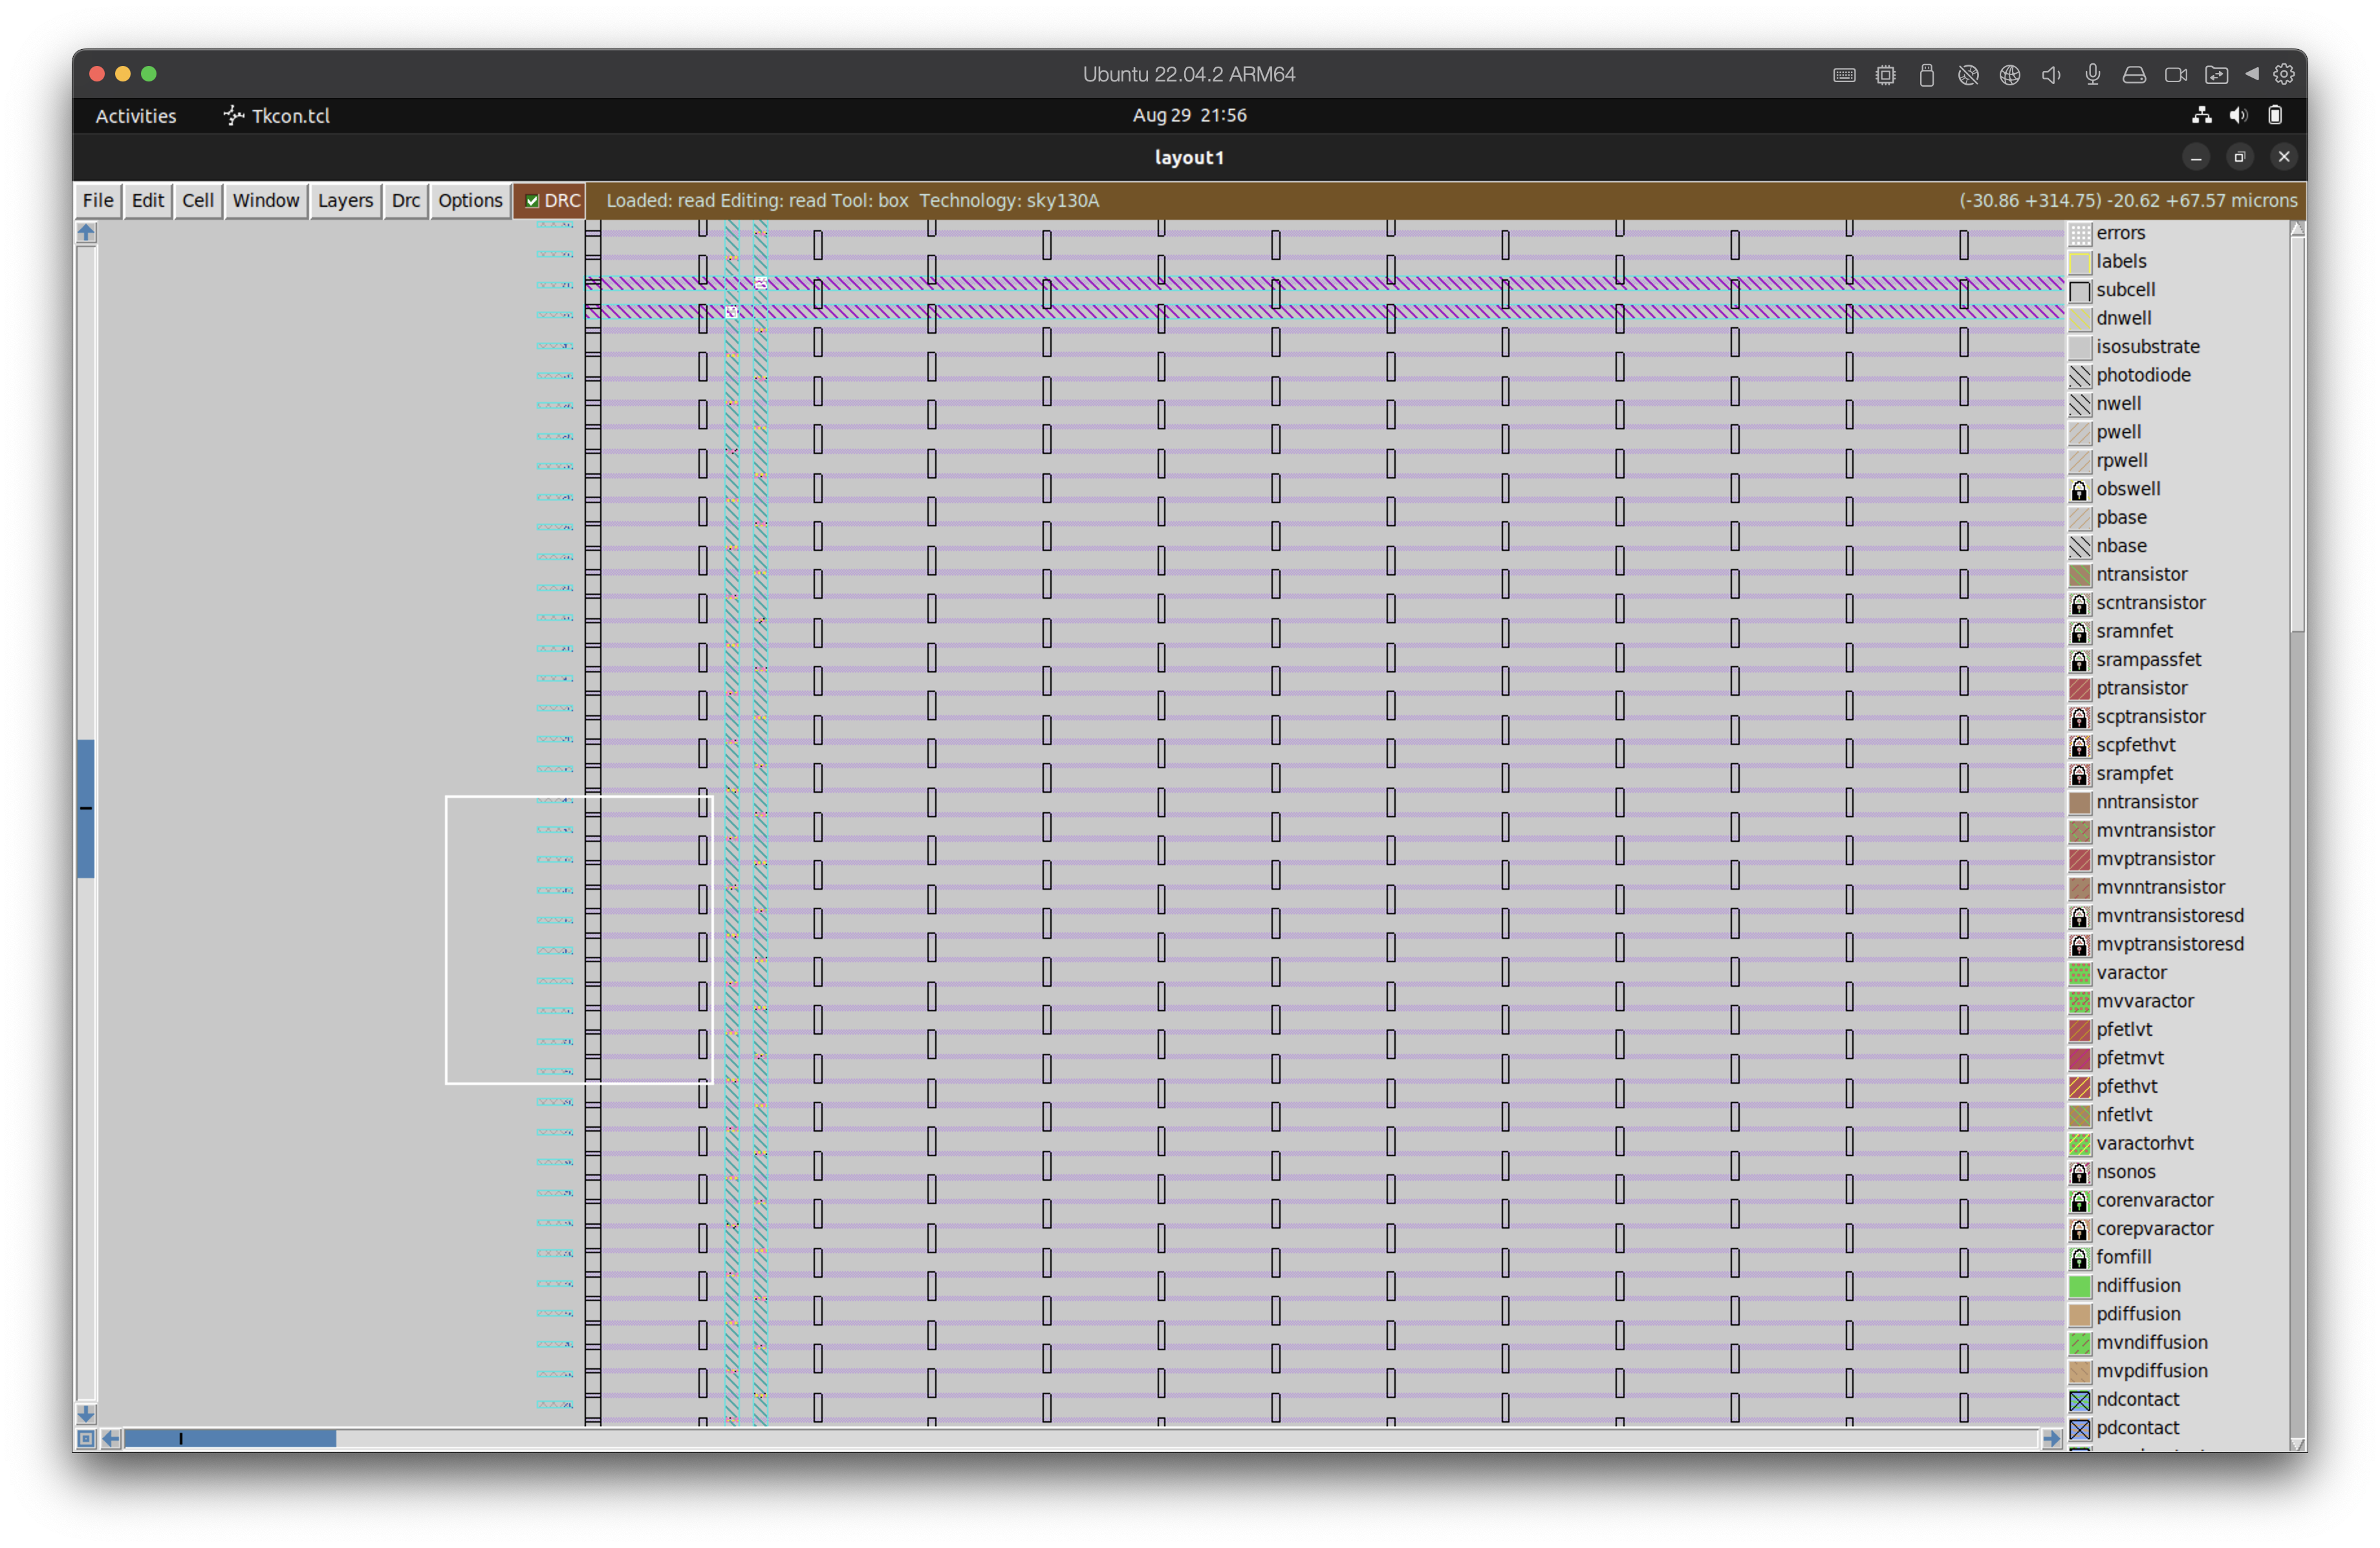 Ubuntu 22.04.2 ARM64
Activities Tkcon.tcl Aug 29 21:56
layout1
File Edit Cell Window Layers Drc Options DRC Loaded: read Editing: read Tool: box Technology: sky130A (-30.86 +314.75) -20.62 +67.57 microns
errors
labels
subcell
dnwell
isosubstrate
photodiode
nwell
pwell
rpwell
obswell
pbase
nbase
ntransistor
scntransistor
sramnfet
srampassfet
ptransistor
scptransistor
scpfethvt
srampfet
nntransistor
mvntransistor
mvptransistor
mvnntransistor
mvntransistoresd
mvptransistoresd
varactor
mvvaractor
pfetlvt
pfetmvt
pfethvt
nfetlvt
varactorhvt
nsonos
corenvaractor
corepvaractor
fomfill
ndiffusion
pdiffusion
mvndiffusion
mvpdiffusion
ndcontact
pdcontact